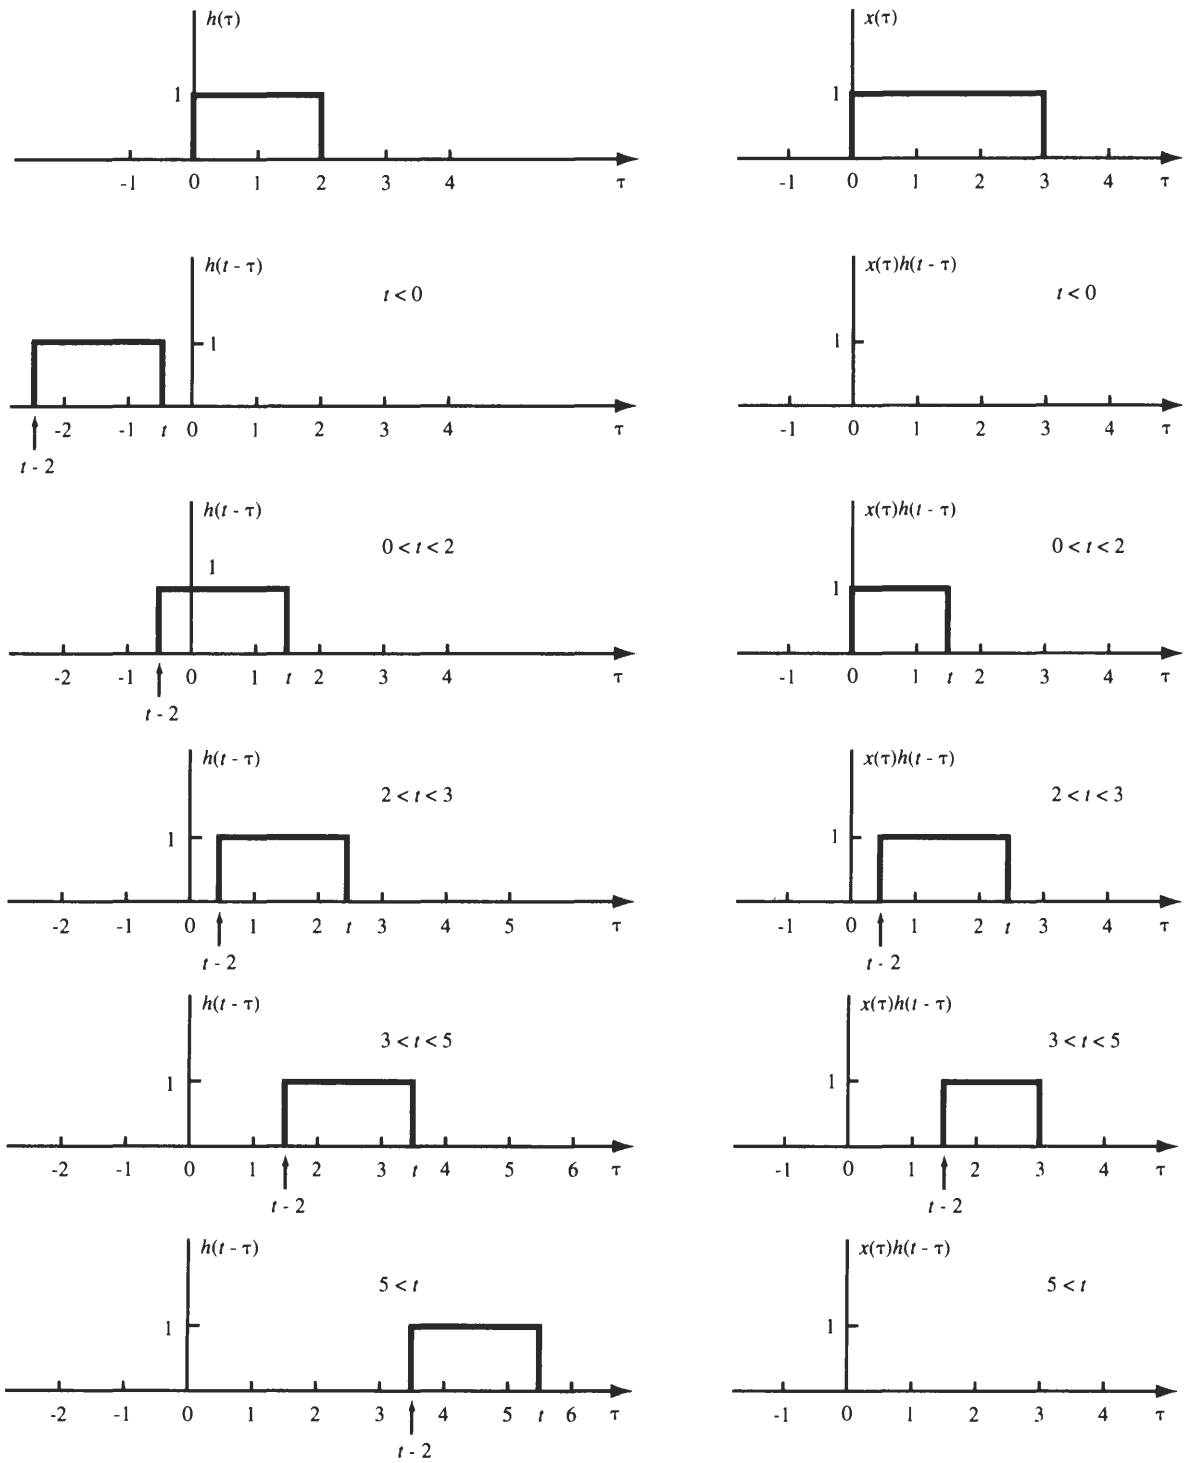 h(τ)
1
-1 0 1 2 3 4 τ
x(τ)
1
-1 0 1 2 3 4 τ
h(t - τ)
t < 0
1
-2 -1 t 0 1 2 3 4 τ
t - 2
x(τ)h(t - τ)
t < 0
1
-1 0 1 2 3 4 τ
h(t - τ)
0 < t < 2
1
-2 -1 0 1 t 2 3 4 τ
t - 2
x(τ)h(t - τ)
0 < t < 2
1
-1 0 1 t 2 3 4 τ
h(t - τ)
2 < t < 3
1
-2 -1 0 1 2 t 3 4 5 τ
t - 2
x(τ)h(t - τ)
2 < t < 3
1
-1 0 1 2 t 3 4 τ
t - 2
h(t - τ)
3 < t < 5
1
-2 -1 0 1 2 3 t 4 5 6 τ
t - 2
x(τ)h(t - τ)
3 < t < 5
1
-1 0 1 2 3 4 τ
t - 2
h(t - τ)
5 < t
1
-2 -1 0 1 2 3 4 5 t 6 τ
t - 2
x(τ)h(t - τ)
5 < t
1
-1 0 1 2 3 4 τ